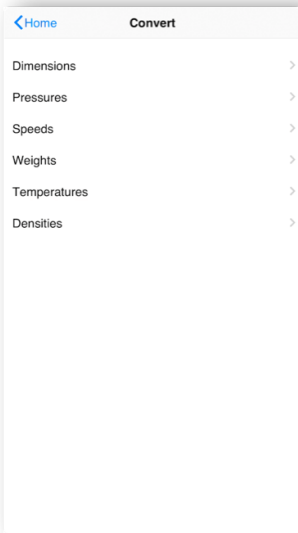 Home Convert
Dimensions
Pressures
Speeds
Weights
Temperatures
Densities